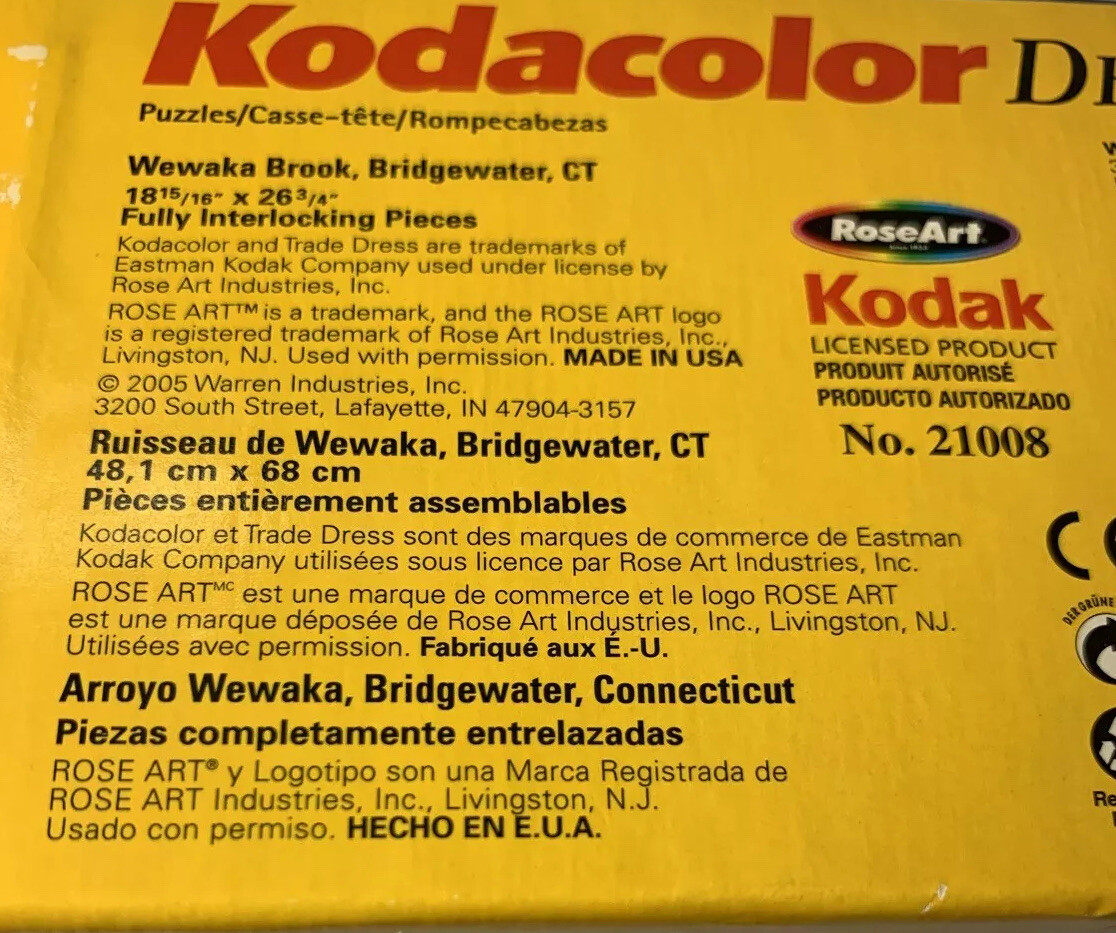 Kodacolor
Puzzles/Casse-tête/Rompecabezas
Wewaka Brook, Bridgewater, CT
18 15/16" x 26 3/4"
Fully Interlocking Pieces
Kodacolor and Trade Dress are trademarks of
Eastman Kodak Company used under license by
Rose Art Industries, Inc.
ROSE ART™ is a trademark, and the ROSE ART logo
is a registered trademark of Rose Art Industries, Inc.,
Livingston, NJ. Used with permission. MADE IN USA
© 2005 Warren Industries, Inc.
3200 South Street, Lafayette, IN 47904-3157
Ruisseau de Wewaka, Bridgewater, CT
48,1 cm x 68 cm
Pièces entièrement assemblables
Kodacolor et Trade Dress sont des marques de commerce de Eastman
Kodak Company utilisées sous licence par Rose Art Industries, Inc.
ROSE ART MC est une marque de commerce et le logo ROSE ART
est une marque déposée de Rose Art Industries, Inc., Livingston, NJ.
Utilisées avec permission. Fabriqué aux É.-U.
Arroyo Wewaka, Bridgewater, Connecticut
Piezas completamente entrelazadas
ROSE ART® y Logotipo son una Marca Registrada de
ROSE ART Industries, Inc., Livingston, N.J.
Usado con permiso. HECHO EN E.U.A.
RoseArt
Kodak
LICENSED PRODUCT
PRODUIT AUTORISÉ
PRODUCTO AUTORIZADO
No. 21008
DER GRÜNE